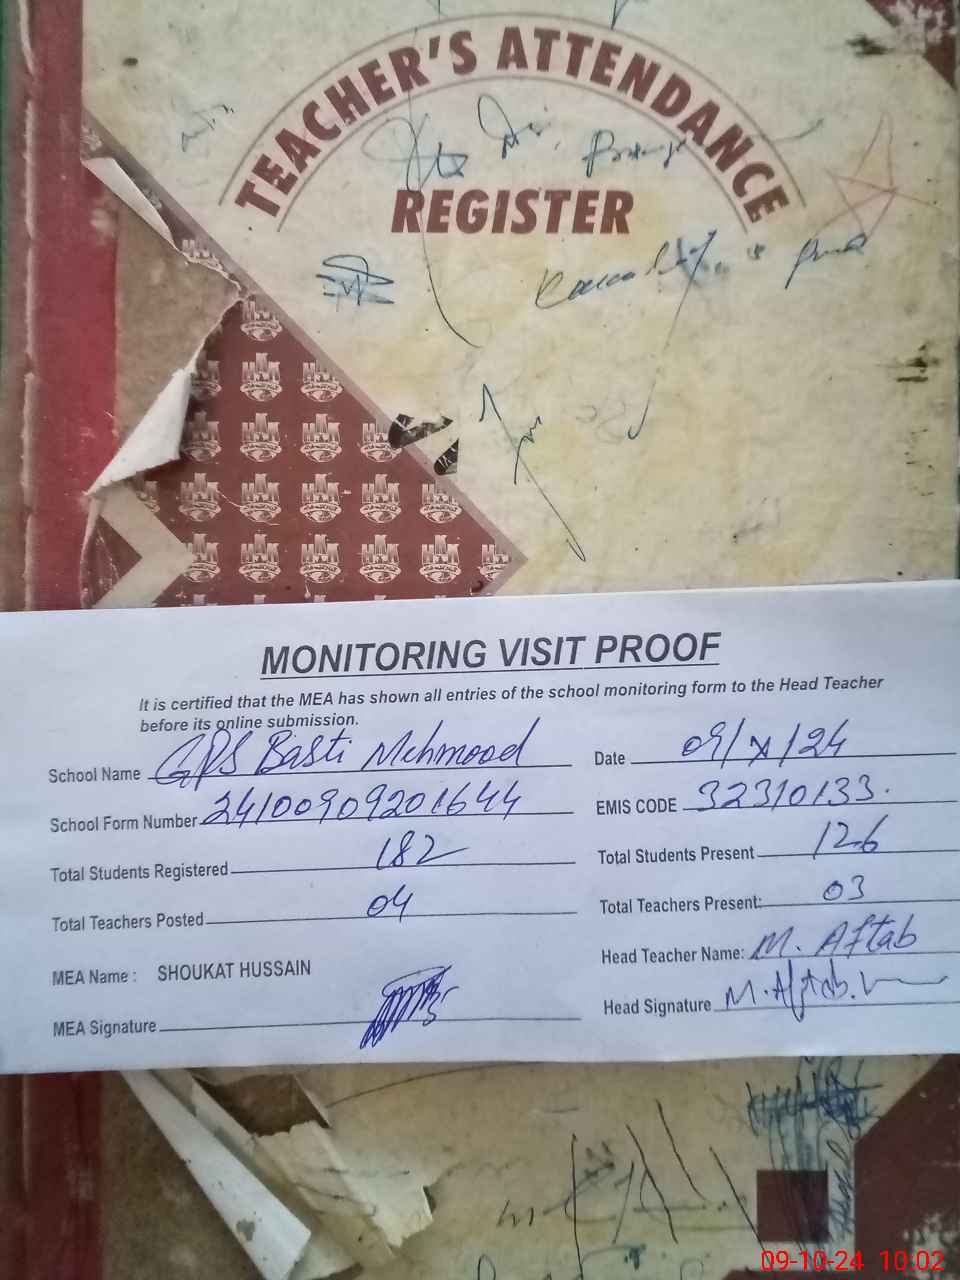 TEACHER'S ATTENDANCE
REGISTER
MONITORING VISIT PROOF
It is certified that the MEA has shown all entries of the school monitoring form to the Head Teacher
before its online submission.
School Name GPS Basti Mehmood Date 09/X/24
School Form Number 24100909201644 EMIS CODE 32310133.
Total Students Registered 182 Total Students Present 126
Total Teachers Posted 04 Total Teachers Present: 03
MEA Name : SHOUKAT HUSSAIN Head Teacher Name: M. Aftab
MEA Signature Head Signature M. Aftab
09-10-24 10:02